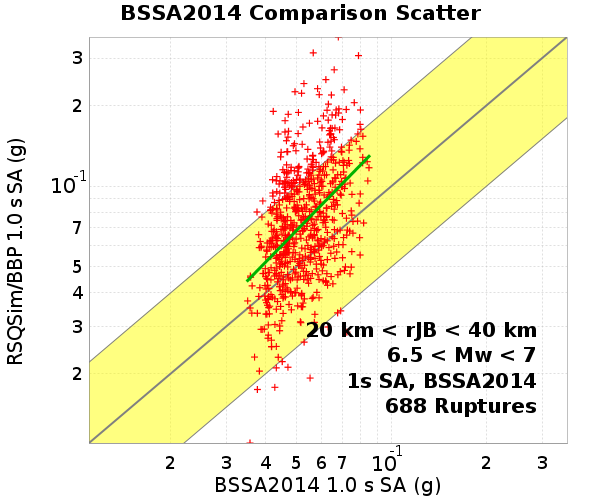 BSSA2014 Comparison Scatter
RSQSim/BBP 1.0 s SA (g)
3
2
10^-1
7
5
4
3
2
20 km < rJB < 40 km
6.5 < Mw < 7
1s SA, BSSA2014
688 Ruptures
2 3 4 5 6 7 10^-1 2 3
BSSA2014 1.0 s SA (g)